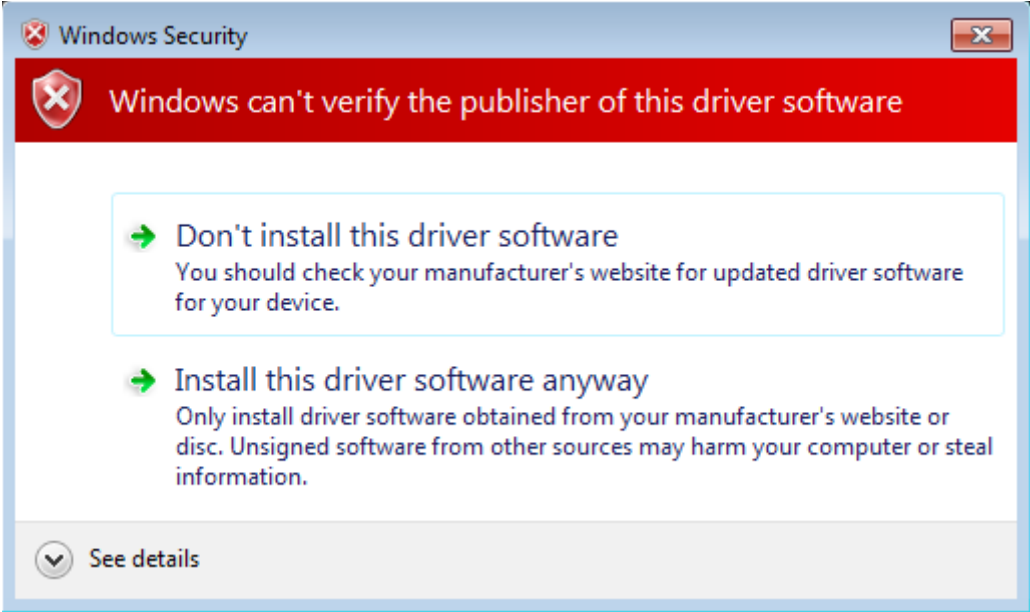 Windows Security
Windows can't verify the publisher of this driver software
Don't install this driver software
You should check your manufacturer's website for updated driver software
for your device.
Install this driver software anyway
Only install driver software obtained from your manufacturer's website or
disc. Unsigned software from other sources may harm your computer or steal
information.
See details